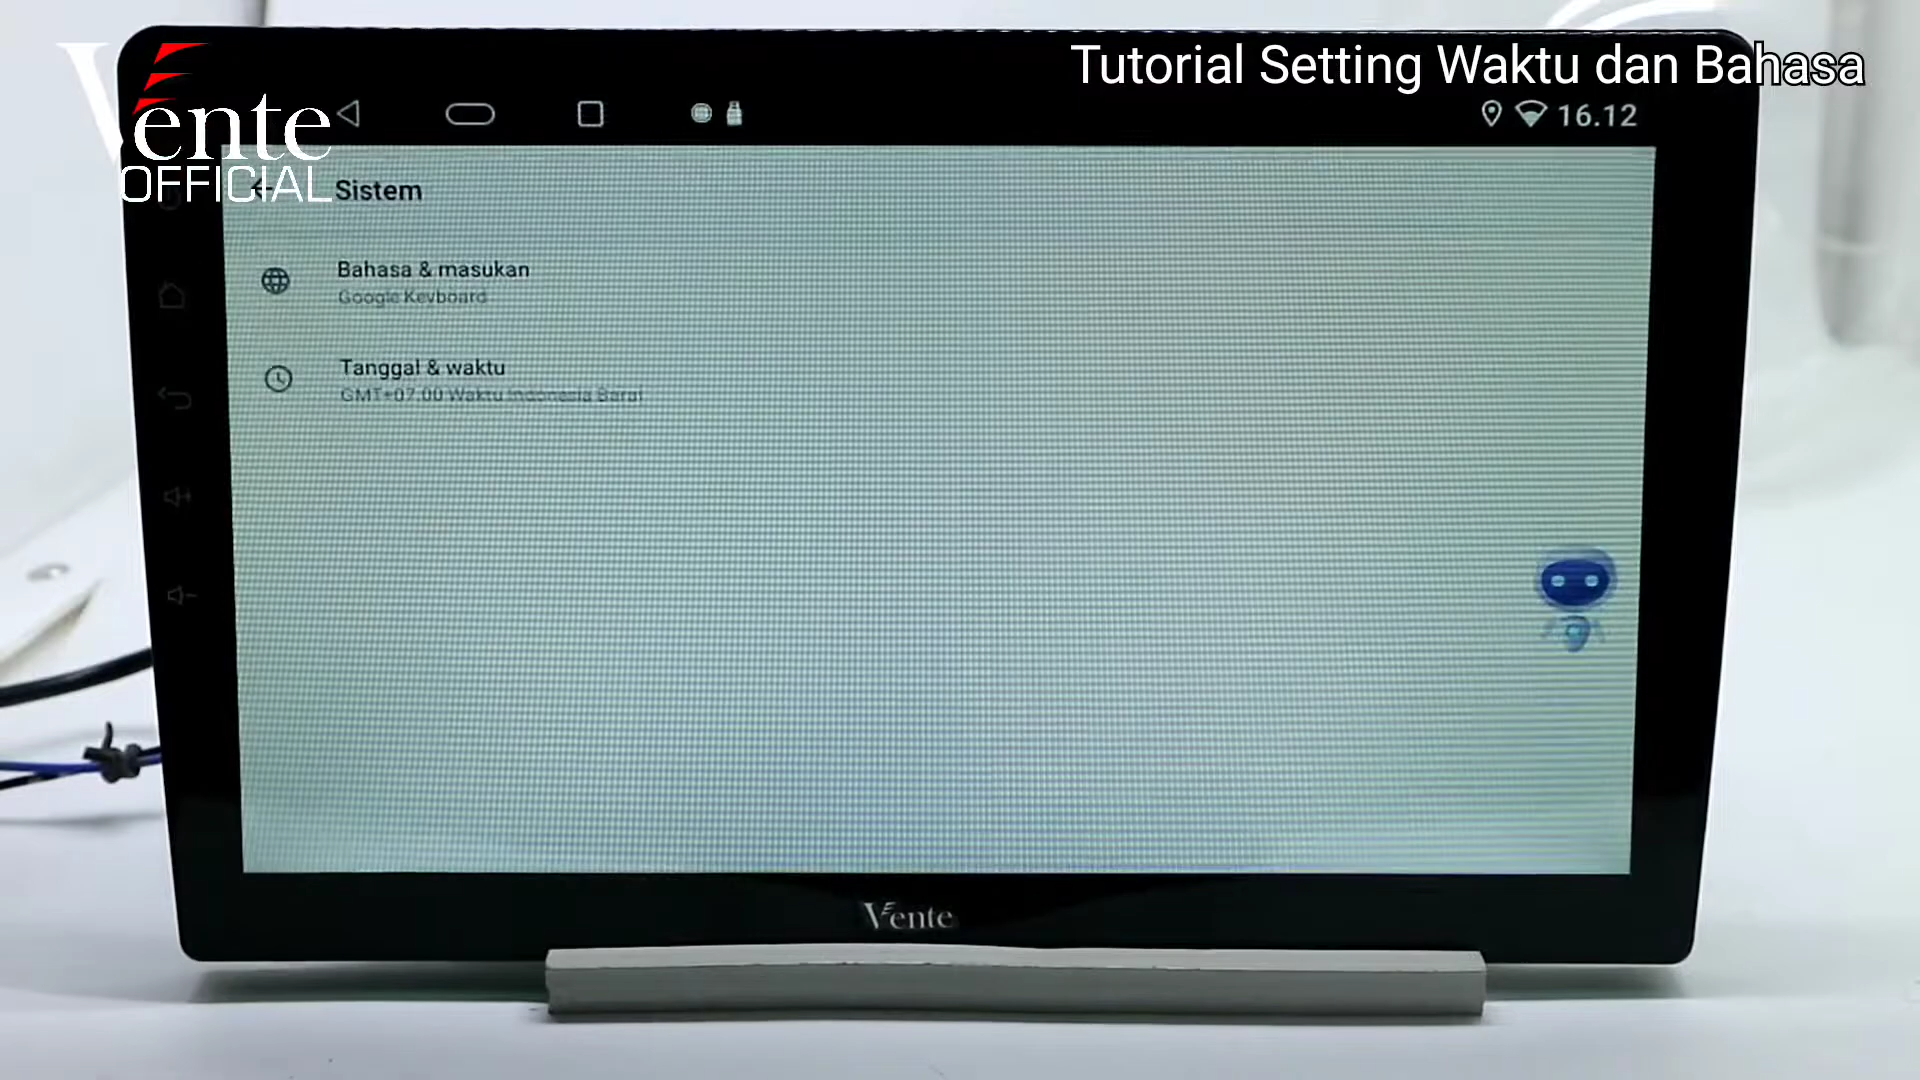 Tutorial Setting Waktu dan Bahasa
Vente
OFFICIAL
16.12
Sistem
Bahasa & masukan
Google Keyboard
Tanggal & waktu
GMT+07.00 Waktu Indonesia Barat
Vente